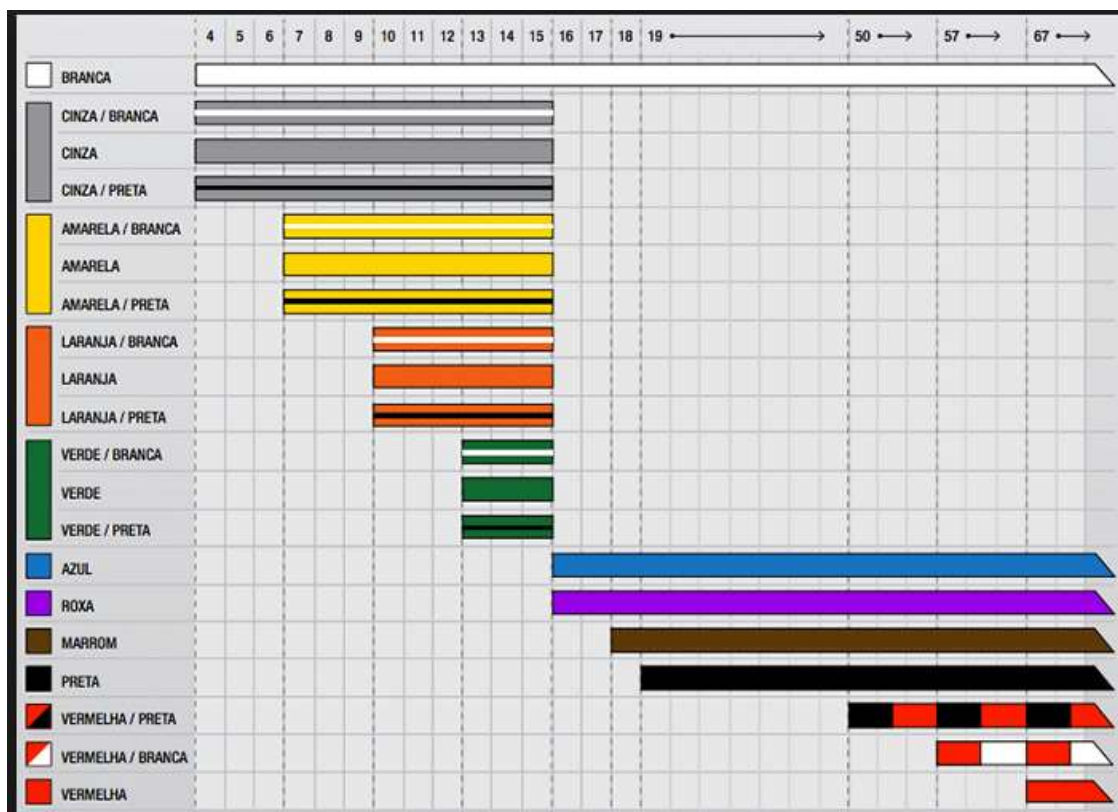 4 5 6 7 8 9 10 11 12 13 14 15 16 17 18 19 50 57 67
BRANCA
CINZA / BRANCA
CINZA
CINZA / PRETA
AMARELA / BRANCA
AMARELA
AMARELA / PRETA
LARANJA / BRANCA
LARANJA
LARANJA / PRETA
VERDE / BRANCA
VERDE
VERDE / PRETA
AZUL
ROXA
MARROM
PRETA
VERMELHA / PRETA
VERMELHA / BRANCA
VERMELHA